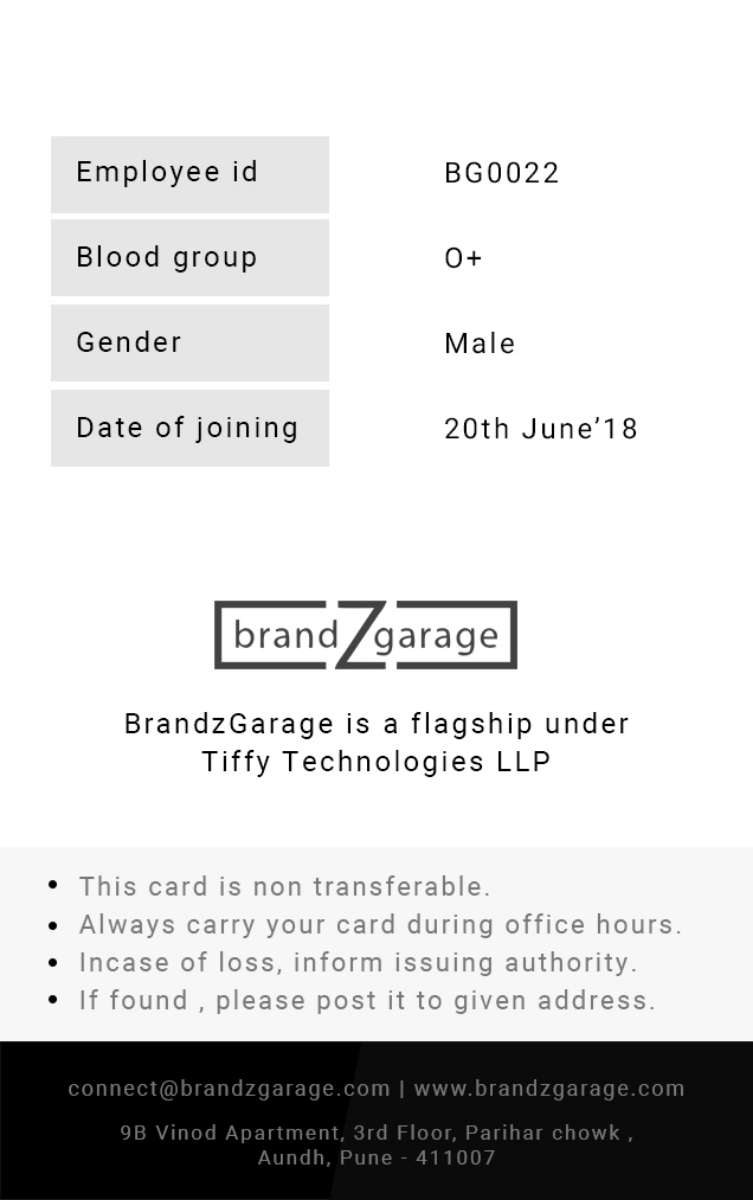 Employee id BG0022
Blood group O+
Gender Male
Date of joining 20th June’18
brandZgarage
BrandzGarage is a flagship under
Tiffy Technologies LLP
• This card is non transferable.
• Always carry your card during office hours.
• Incase of loss, inform issuing authority.
• If found , please post it to given address.
connect@brandzgarage.com | www.brandzgarage.com
9B Vinod Apartment, 3rd Floor, Parihar chowk ,
Aundh, Pune - 411007